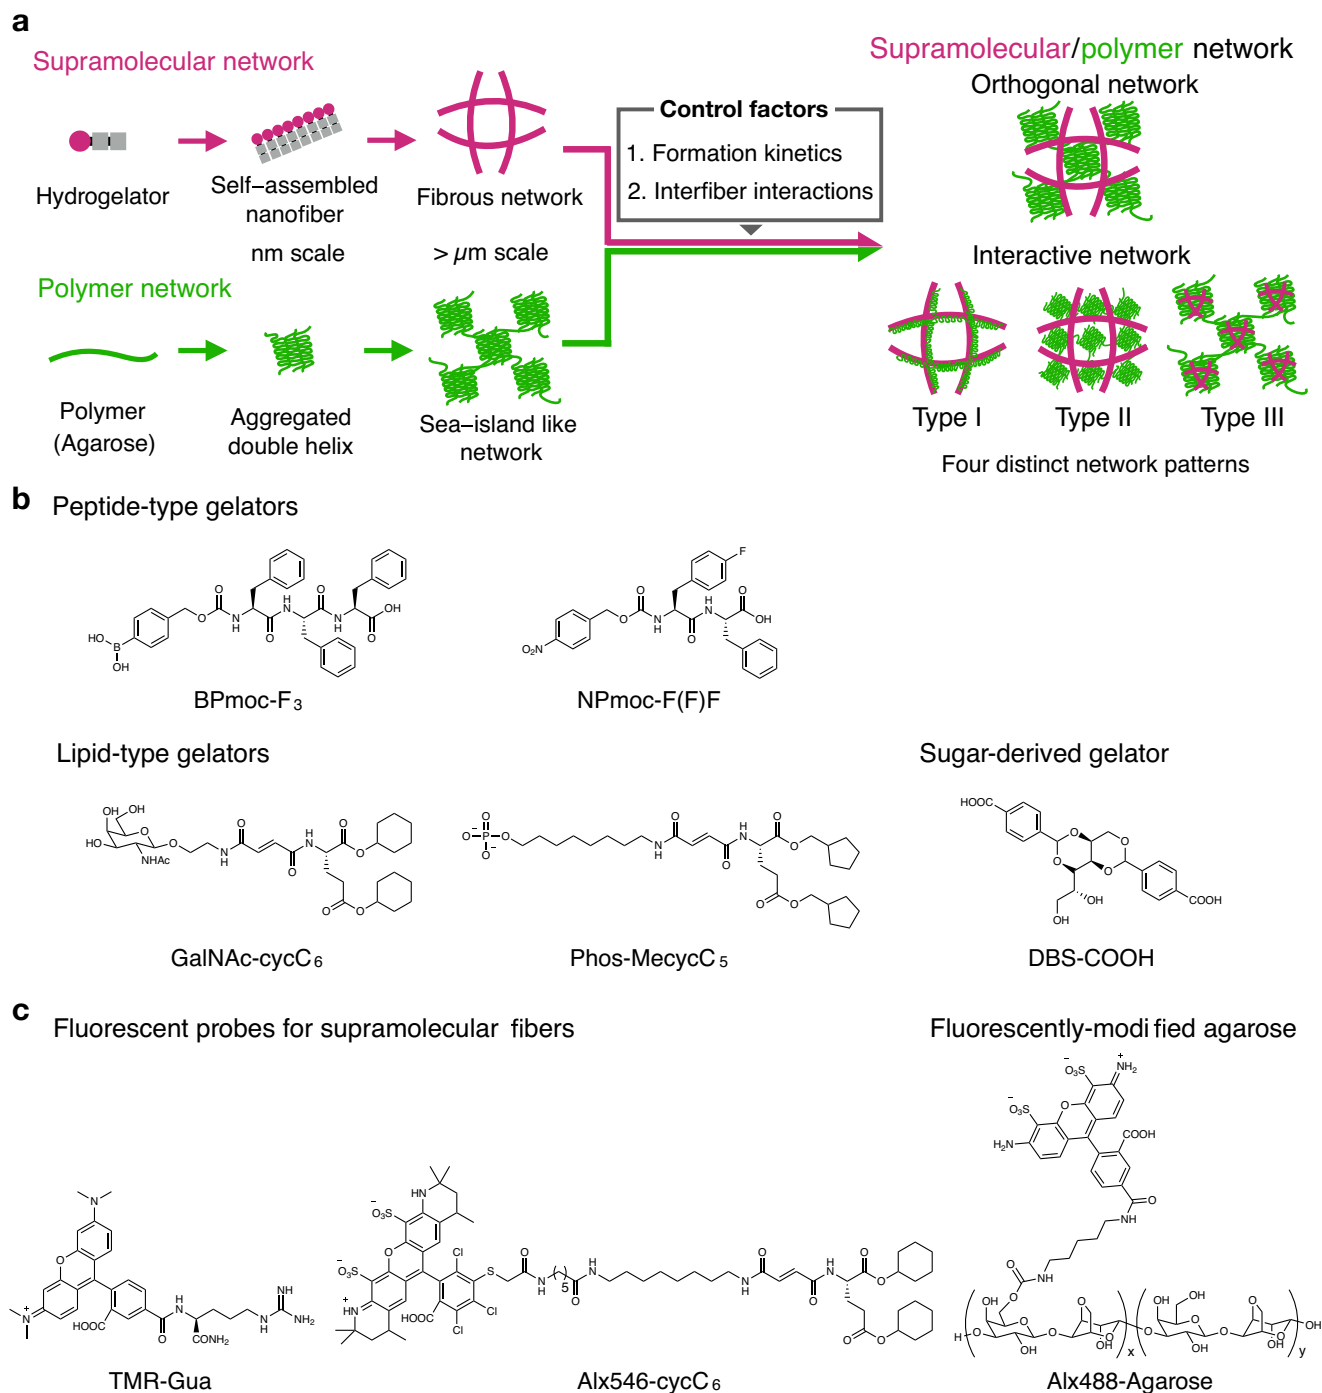 a
Supramolecular network
Hydrogelator
Self–assembled
nanofiber
nm scale
Fibrous network
> µm scale
Control factors
1. Formation kinetics
2. Interfiber interactions
Supramolecular/polymer network
Orthogonal network
Interactive network
Type I
Type II
Type III
Four distinct network patterns
Polymer network
Polymer
(Agarose)
Aggregated
double helix
Sea–island like
network
b
Peptide-type gelators
BPmoc-F3
NPmoc-F(F)F
Lipid-type gelators
Sugar-derived gelator
GalNAc-cycC6
Phos-MecycC5
DBS-COOH
c
Fluorescent probes for supramolecular fibers
Fluorescently-modified agarose
TMR-Gua
Alx546-cycC6
Alx488-Agarose